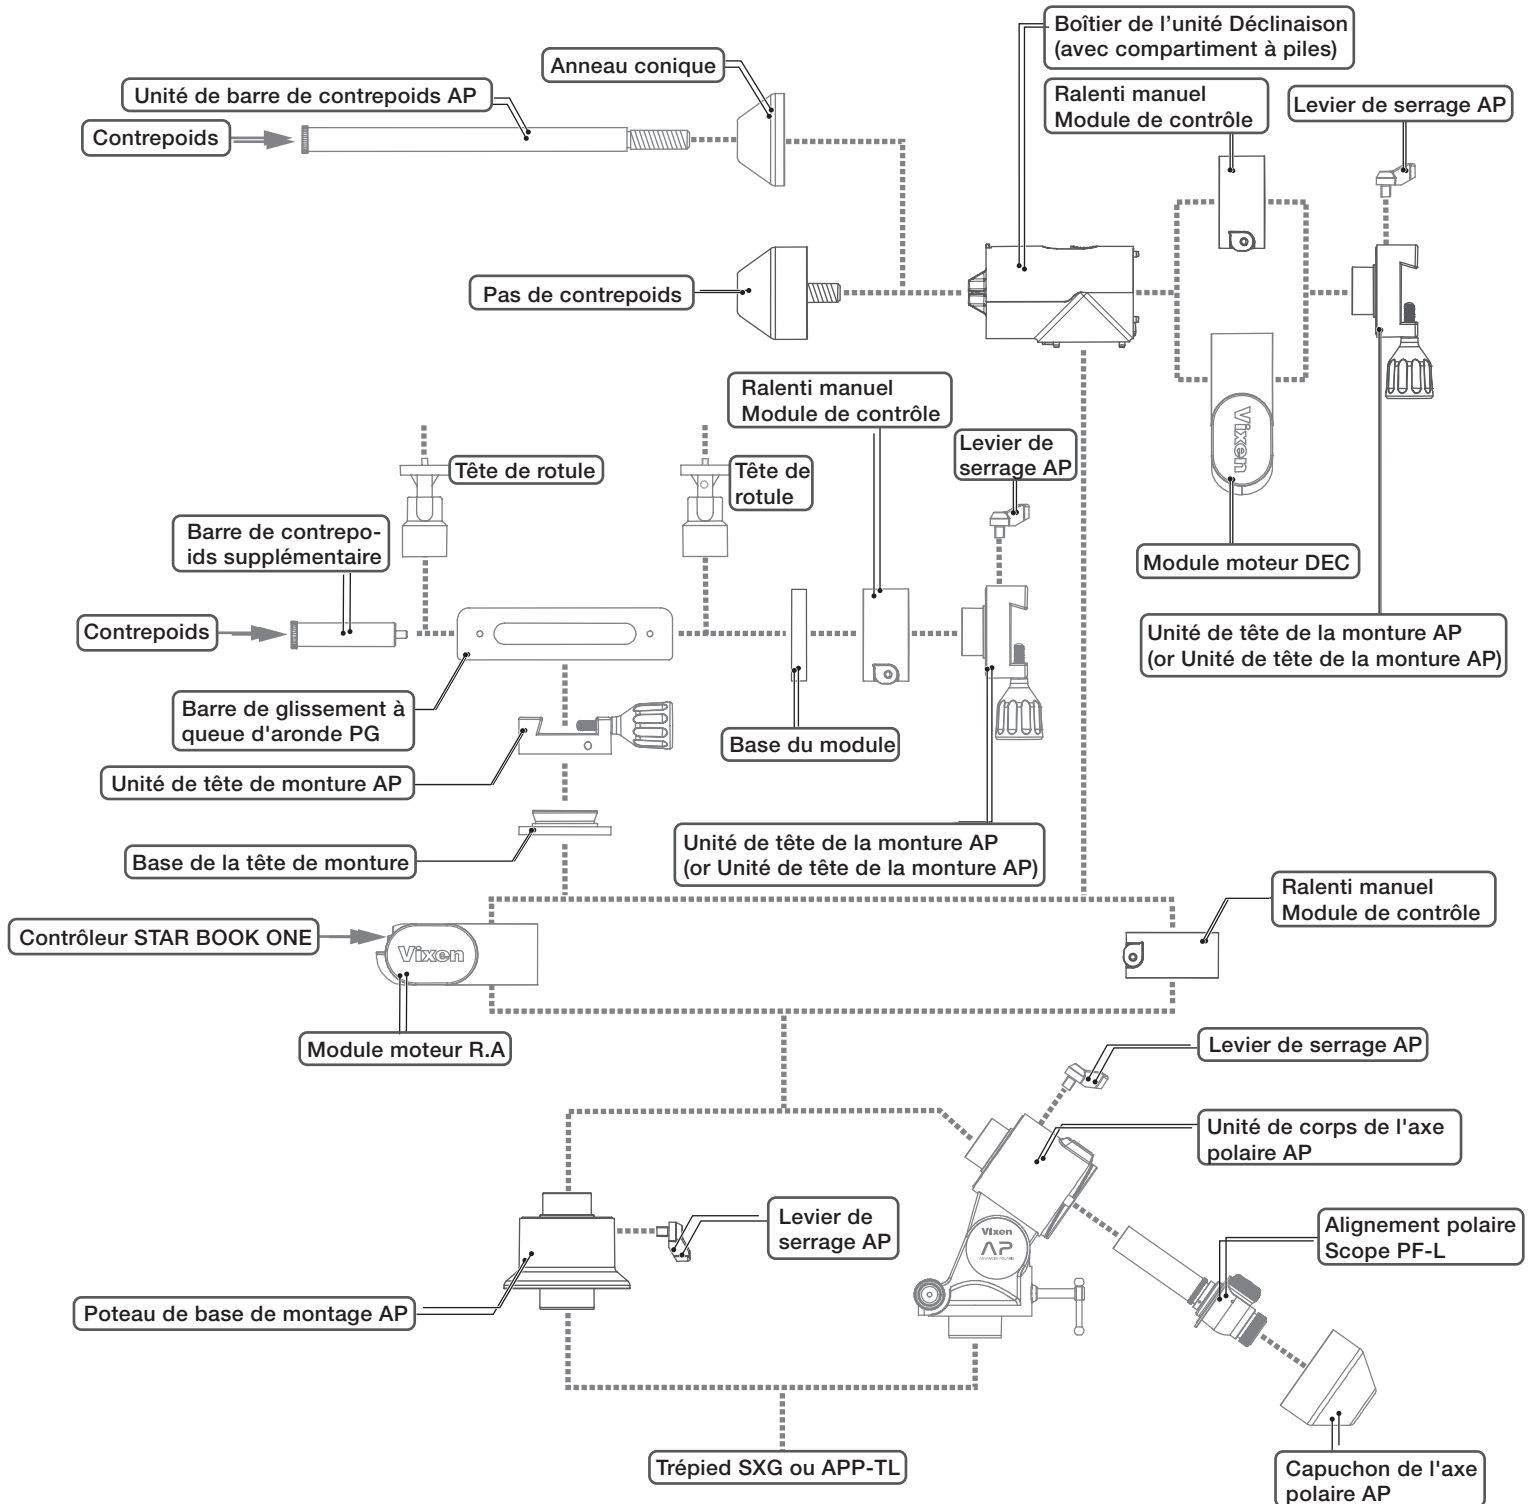 Boîtier de l'unité Déclinaison
(avec compartiment à piles)
Anneau conique
Unité de barre de contrepoids AP
Contrepoids
Ralenti manuel
Module de contrôle
Levier de serrage AP
Pas de contrepoids
Ralenti manuel
Module de contrôle
Levier de
serrage AP
Tête de rotule
Tête de
rotule
Vixen
Barre de contrepo-
ids supplémentaire
Module moteur DEC
Contrepoids
Unité de tête de la monture AP
(or Unité de tête de la monture AP)
Barre de glissement à
queue d'aronde PG
Base du module
Unité de tête de monture AP
Unité de tête de la monture AP
(or Unité de tête de la monture AP)
Base de la tête de monture
Ralenti manuel
Module de contrôle
Contrôleur STAR BOOK ONE
Vixen
Module moteur R.A
Levier de serrage AP
Unité de corps de l'axe
polaire AP
Levier de
serrage AP
Vixen
AP
ADVANCED POLARIS
Alignement polaire
Scope PF-L
Poteau de base de montage AP
Trépied SXG ou APP-TL
Capuchon de l'axe
polaire AP